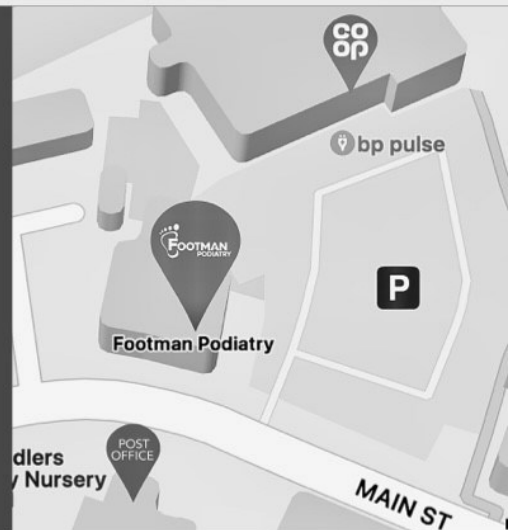 CO
OP
bp pulse
FOOTMAN
PODIATRY
P
Footman Podiatry
POST
OFFICE
dlers
y Nursery
MAIN ST